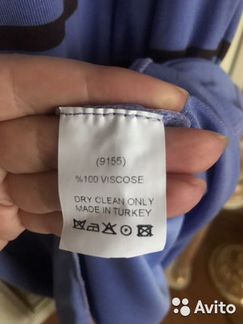 (9155)
%100 VISCOSE
DRY CLEAN ONLY
MADE IN TURKEY
Avito